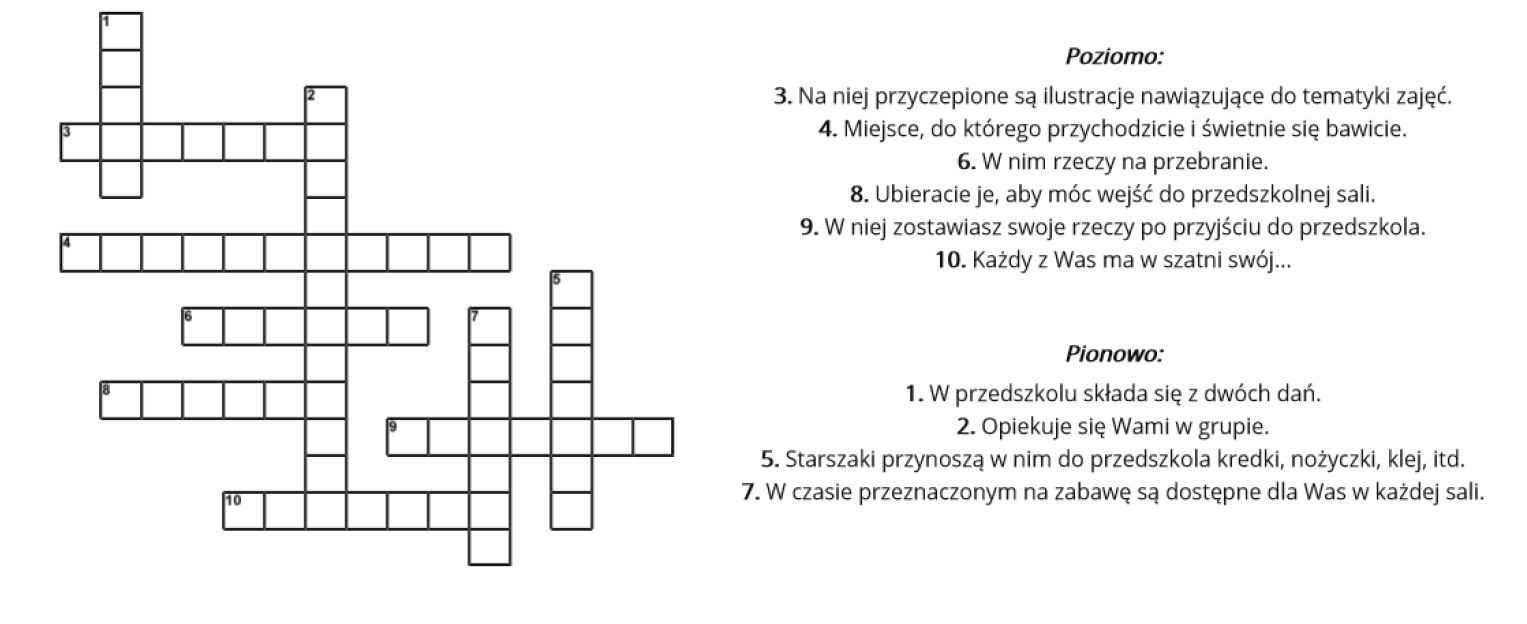 1
2
3
4
5
6
7
8
9
10
Poziomo:
3. Na niej przyczepione są ilustracje nawiązujące do tematyki zajęć.
4. Miejsce, do którego przychodzicie i świetnie się bawicie.
6. W nim rzeczy na przebranie.
8. Ubieracie je, aby móc wejść do przedszkolnej sali.
9. W niej zostawiasz swoje rzeczy po przyjściu do przedszkola.
10. Każdy z Was ma w szatni swój...
Pionowo:
1. W przedszkolu składa się z dwóch dań.
2. Opiekuje się Wami w grupie.
5. Starszaki przynoszą w nim do przedszkola kredki, nożyczki, klej, itd.
7. W czasie przeznaczonym na zabawę są dostępne dla Was w każdej sali.